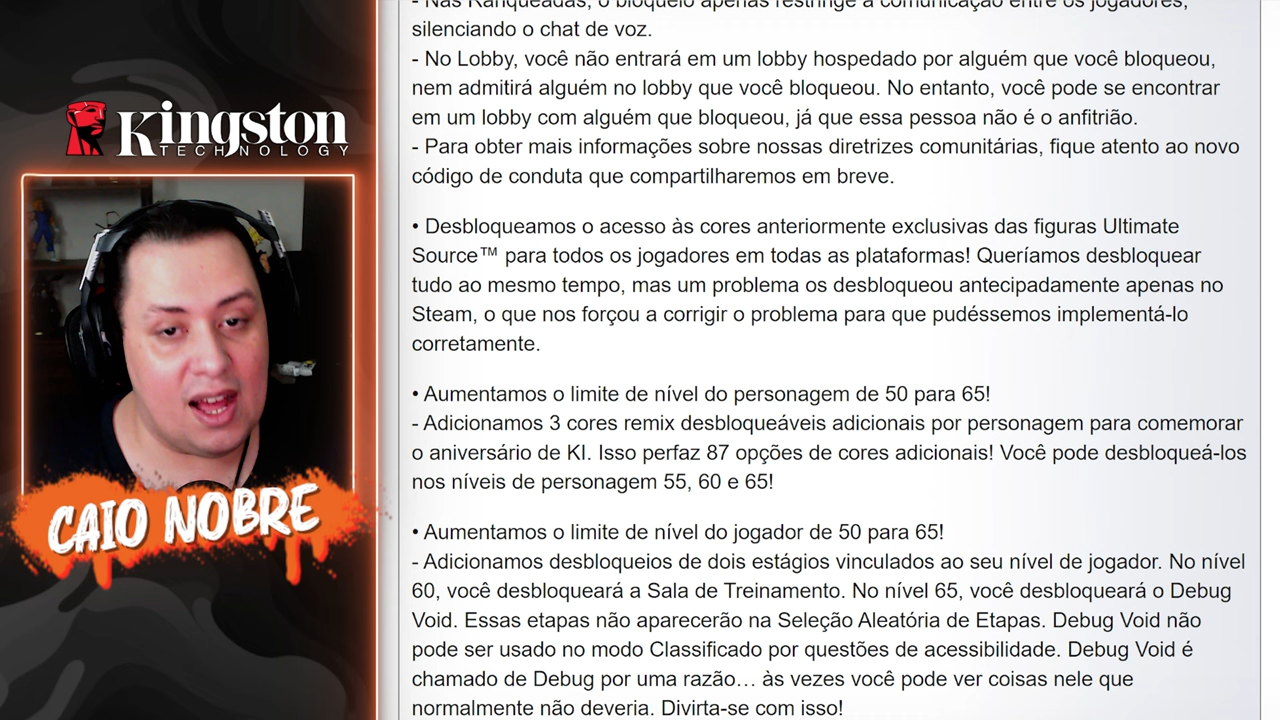 Kingston
TECHNOLOGY
CAIO NOBRE
- Nas Ranqueadas, o bloqueio apenas restringe a comunicação entre os jogadores,
silenciando o chat de voz.
- No Lobby, você não entrará em um lobby hospedado por alguém que você bloqueou,
nem admitirá alguém no lobby que você bloqueou. No entanto, você pode se encontrar
em um lobby com alguém que bloqueou, já que essa pessoa não é o anfitrião.
- Para obter mais informações sobre nossas diretrizes comunitárias, fique atento ao novo
código de conduta que compartilharemos em breve.
• Desbloqueamos o acesso às cores anteriormente exclusivas das figuras Ultimate
Source™ para todos os jogadores em todas as plataformas! Queríamos desbloquear
tudo ao mesmo tempo, mas um problema os desbloqueou antecipadamente apenas no
Steam, o que nos forçou a corrigir o problema para que pudéssemos implementá-lo
corretamente.
• Aumentamos o limite de nível do personagem de 50 para 65!
- Adicionamos 3 cores remix desbloqueáveis adicionais por personagem para comemorar
o aniversário de KI. Isso perfaz 87 opções de cores adicionais! Você pode desbloqueá-los
nos níveis de personagem 55, 60 e 65!
• Aumentamos o limite de nível do jogador de 50 para 65!
- Adicionamos desbloqueios de dois estágios vinculados ao seu nível de jogador. No nível
60, você desbloqueará a Sala de Treinamento. No nível 65, você desbloqueará o Debug
Void. Essas etapas não aparecerão na Seleção Aleatória de Etapas. Debug Void não
pode ser usado no modo Classificado por questões de acessibilidade. Debug Void é
chamado de Debug por uma razão… às vezes você pode ver coisas nele que
normalmente não deveria. Divirta-se com isso!